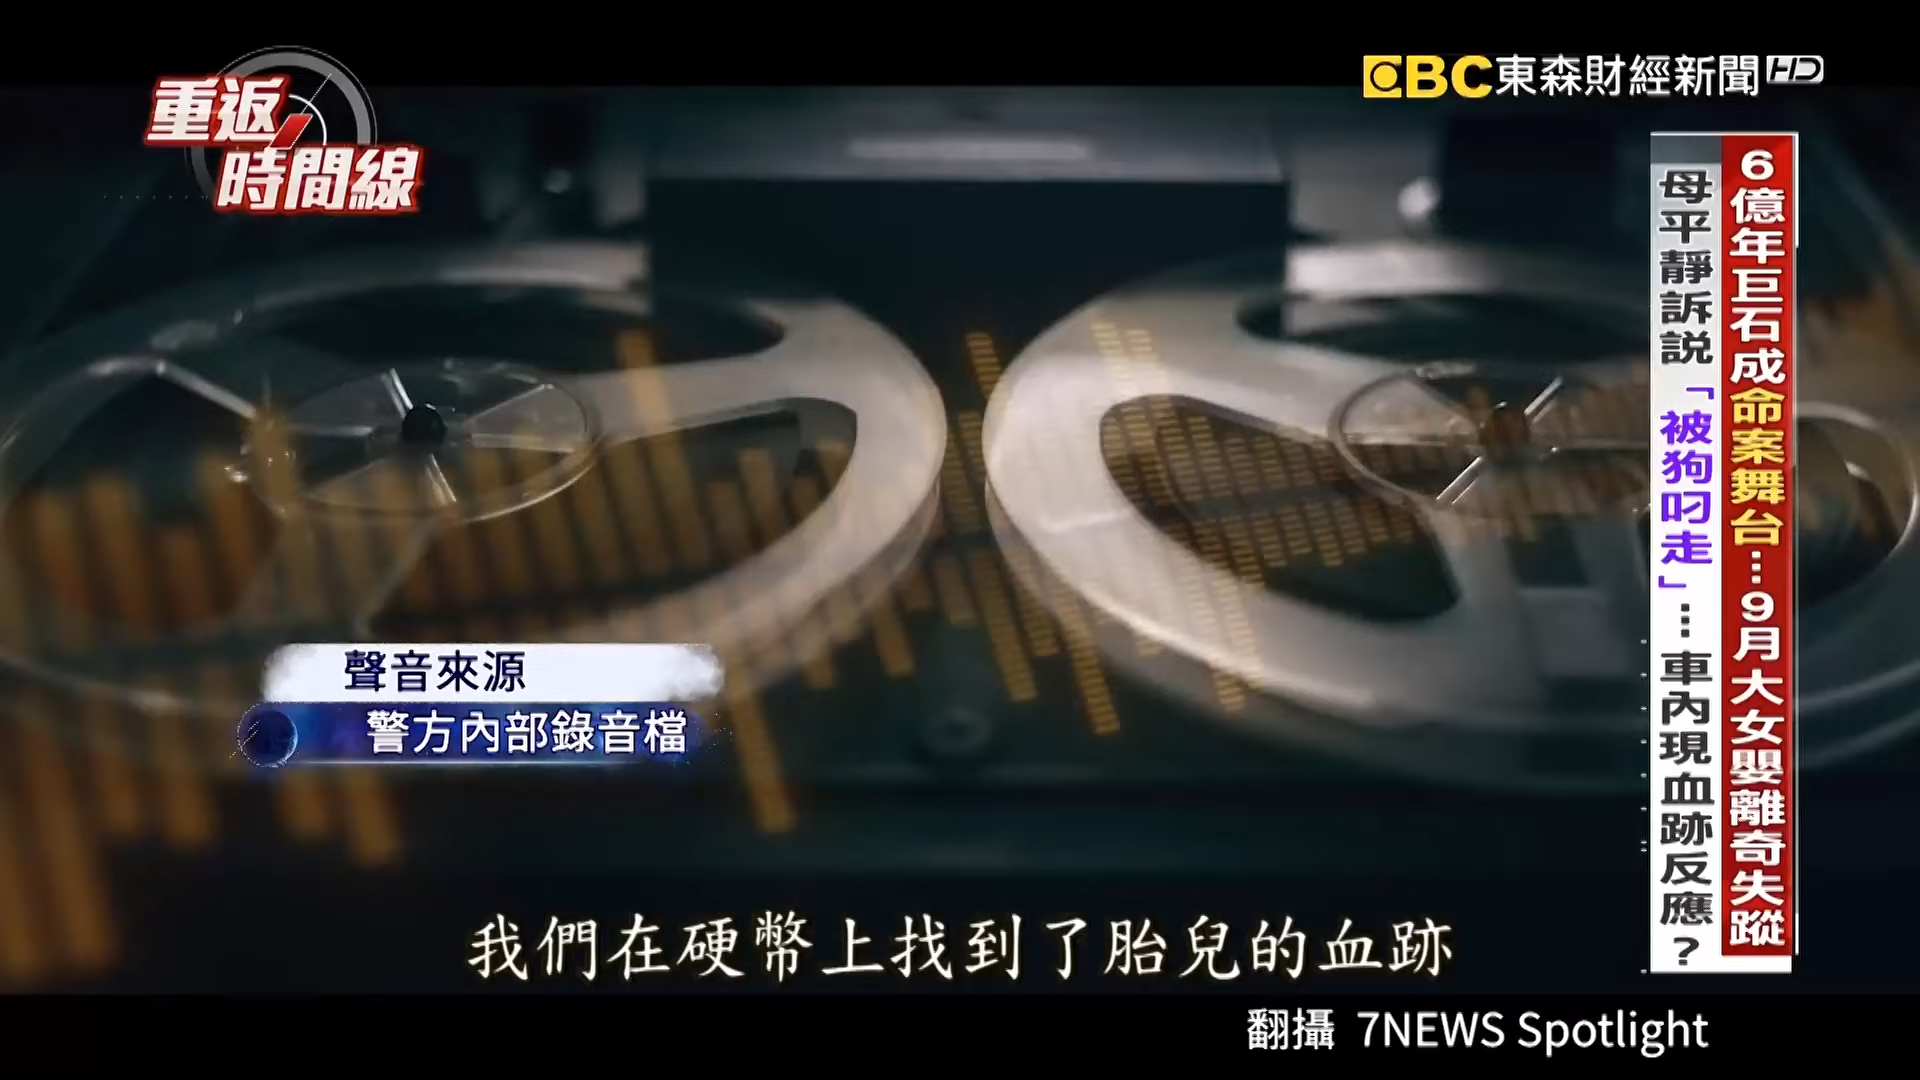 重返
時間線
EBC東森財經新聞HD
6億年巨石成命案舞台…9月大女嬰離奇失蹤
母平靜訴說「被狗叼走」…車內現血跡反應?
聲音來源
警方內部錄音檔
我們在硬幣上找到了胎兒的血跡
翻攝 7NEWS Spotlight